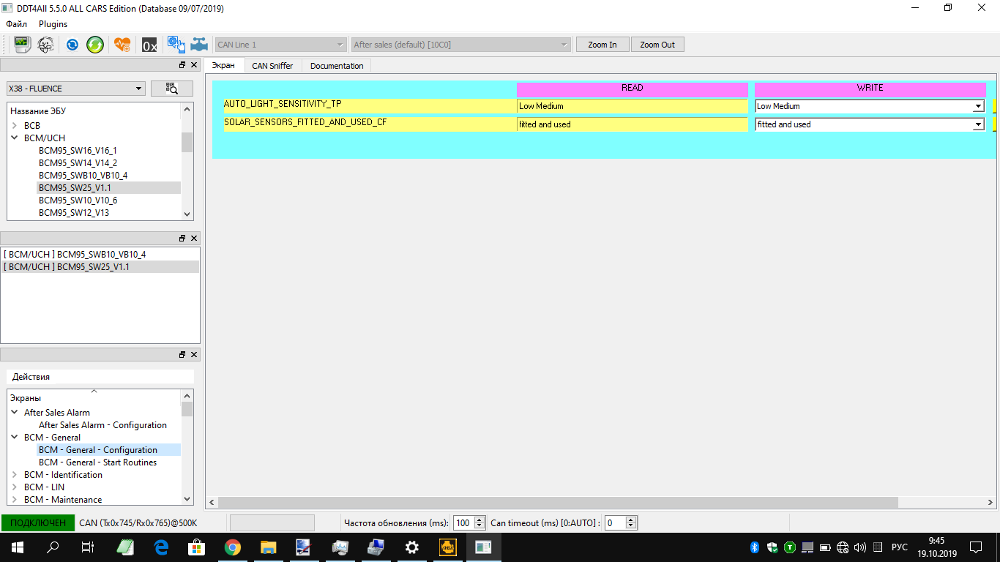 DDT4All 5.5.0 ALL CARS Edition (Database 09/07/2019)
Файл Plugins
0x CAN Line 1 After sales (default) [10C0] Zoom In Zoom Out
Экран CAN Sniffer Documentation
X38 - FLUENCE
Название ЭБУ
BCB
BCM/UCH
BCM95_SW16_V16_1
BCM95_SW14_V14_2
BCM95_SWB10_VB10_4
BCM95_SW25_V1.1
BCM95_SW10_V10_6
BCM95_SW12_V13
[ BCM/UCH ] BCM95_SWB10_VB10_4
[ BCM/UCH ] BCM95_SW25_V1.1
Действия
Экраны
After Sales Alarm
After Sales Alarm - Configuration
BCM - General
BCM - General - Configuration
BCM - General - Start Routines
BCM - Identification
BCM - LIN
BCM - Maintenance
READ WRITE
AUTO_LIGHT_SENSITIVITY_TP Low Medium Low Medium
SOLAR_SENSORS_FITTED_AND_USED_CF fitted and used fitted and used
ПОДКЛЮЧЕН CAN (Tx0x745/Rx0x765)@500K Частота обновления (ms): 100 Can timeout (ms) [0:AUTO] : 0
CHECK
T
РУС
9:45
19.10.2019